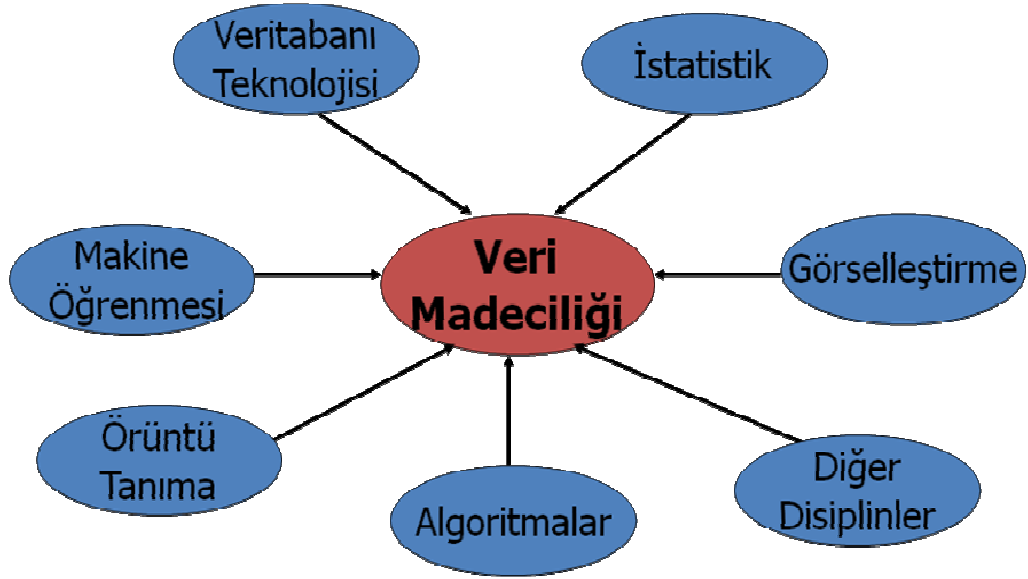 Veritabanı
Teknolojisi
İstatistik
Makine
Öğrenmesi
Veri
Madeciliği
Görselleştirme
Örüntü
Tanıma
Algoritmalar
Diğer
Disiplinler